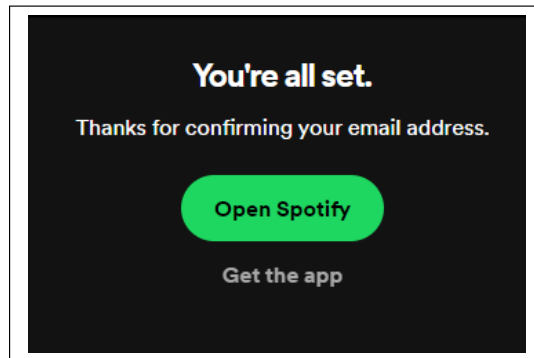 You're all set.
Thanks for confirming your email address.
Open Spotify
Get the app